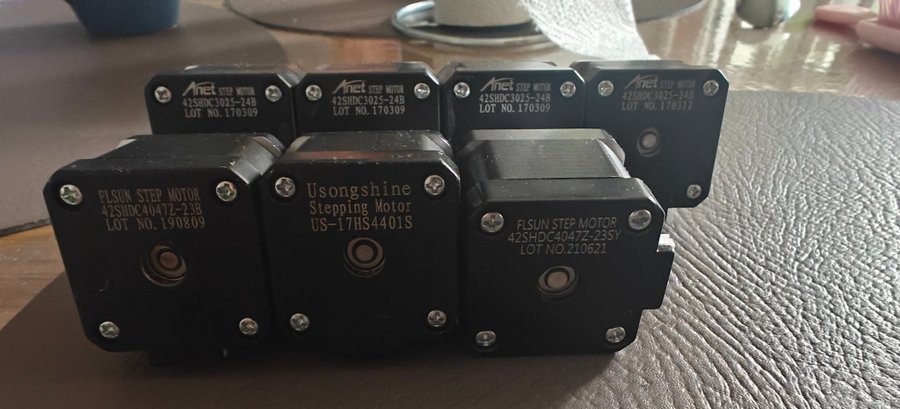 Anet STEP MOTOR
42SHDC3025-24B
LOT NO. 170309
Anet STEP MOTOR
42SHDC3025-24B
LOT NO. 170309
Anet STEP MOTOR
42SHDC3025-24B
LOT NO. 170309
Anet STEP MOTOR
42SHDC3025-24B
LOT NO. 170312
FLSUN STEP MOTOR
42SHDC4047Z-23B
LOT NO. 190809
Usongshine
Stepping Motor
US-17HS4401S
FLSUN STEP MOTOR
42SHDC4047Z-23SY
LOT NO.210621